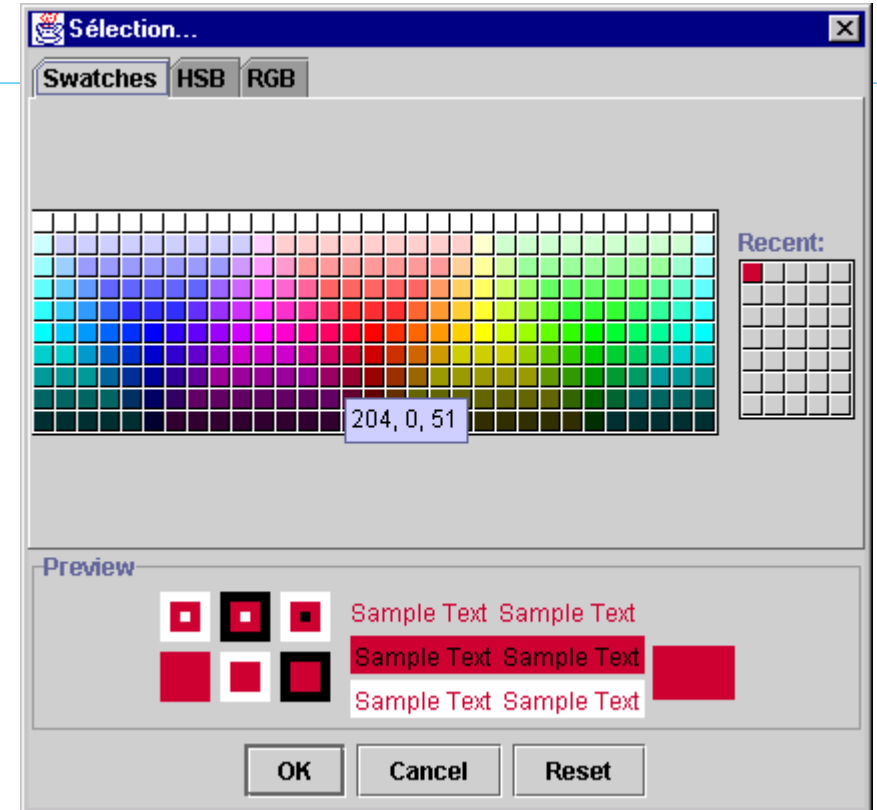 Sélection...
Swatches HSB RGB
Recent:
204, 0, 51
Preview
Sample Text Sample Text
Sample Text Sample Text
Sample Text Sample Text
OK Cancel Reset